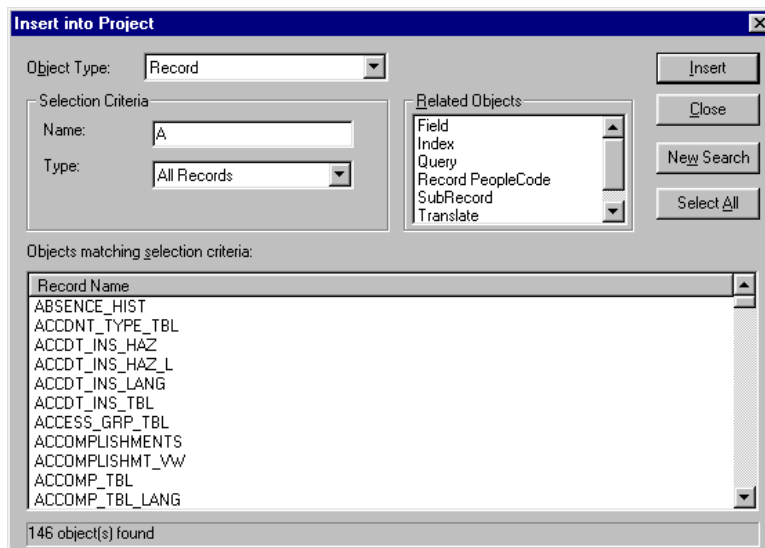 Insert into Project
Object Type: Record
Insert
Selection Criteria
Related Objects
Close
Name: A
Type: All Records
Field
Index
Query
Record PeopleCode
SubRecord
Translate
New Search
Select All
Objects matching selection criteria:
Record Name
ABSENCE_HIST
ACCDNT_TYPE_TBL
ACCDT_INS_HAZ
ACCDT_INS_HAZ_L
ACCDT_INS_LANG
ACCDT_INS_TBL
ACCESS_GRP_TBL
ACCOMPLISHMENTS
ACCOMPLISHMT_VW
ACCOMP_TBL
ACCOMP_TBL_LANG
146 object(s) found